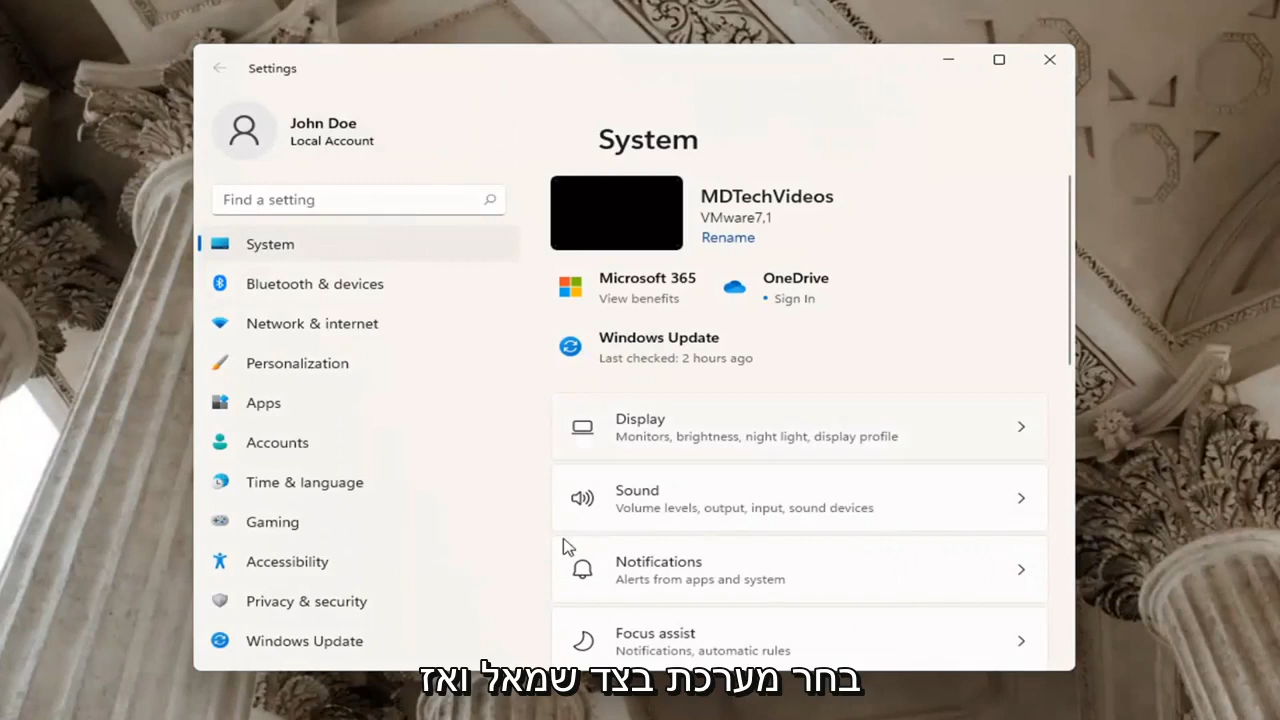 Settings
John Doe
Local Account
Find a setting
System
Bluetooth & devices
Network & internet
Personalization
Apps
Accounts
Time & language
Gaming
Accessibility
Privacy & security
Windows Update
System
MDTechVideos
VMware7,1
Rename
Microsoft 365
View benefits
OneDrive
• Sign In
Windows Update
Last checked: 2 hours ago
Display
Monitors, brightness, night light, display profile
Sound
Volume levels, output, input, sound devices
Notifications
Alerts from apps and system
Focus assist
Notifications, automatic rules
בחר מערכת בצד שמאל ואז